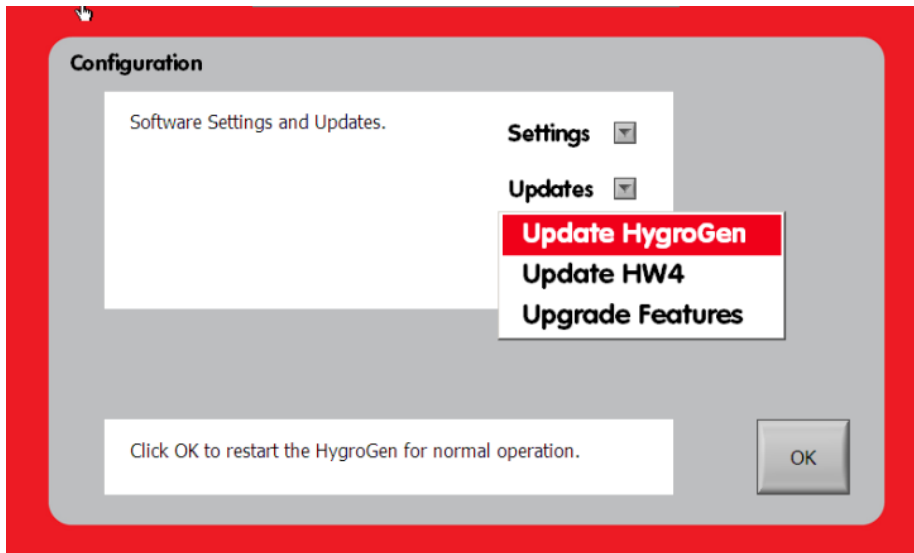 Configuration
Software Settings and Updates.
Settings
Updates
Update HygroGen
Update HW4
Upgrade Features
Click OK to restart the HygroGen for normal operation.
OK